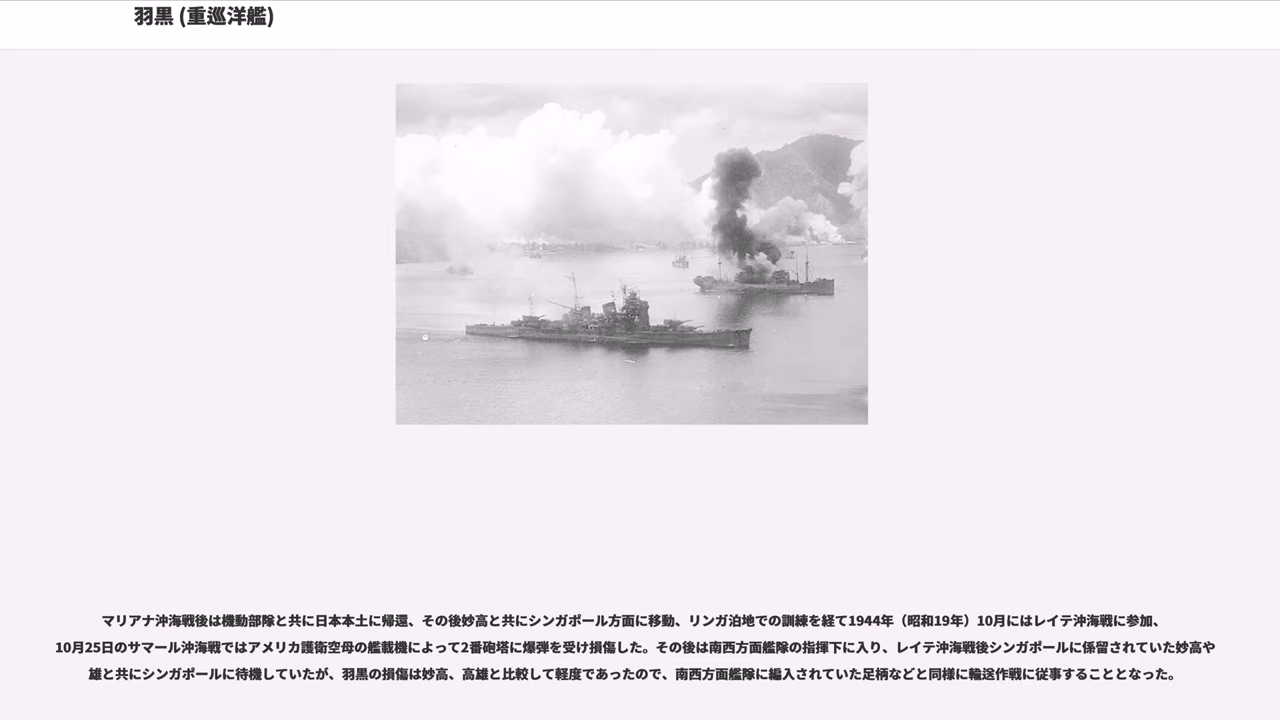 羽黒 (重巡洋艦)
マリアナ沖海戦後は機動部隊と共に日本本土に帰還、その後妙高と共にシンガポール方面に移動、リンガ泊地での訓練を経て1944年（昭和19年）10月にはレイテ沖海戦に参加、
10月25日のサマール沖海戦ではアメリカ護衛空母の艦載機によって2番砲塔に爆弾を受け損傷した。その後は南西方面艦隊の指揮下に入り、レイテ沖海戦後シンガポールに係留されていた妙高や
雄と共にシンガポールに待機していたが、羽黒の損傷は妙高、高雄と比較して軽度であったので、南西方面艦隊に編入されていた足柄などと同様に輸送作戦に従事することとなった。